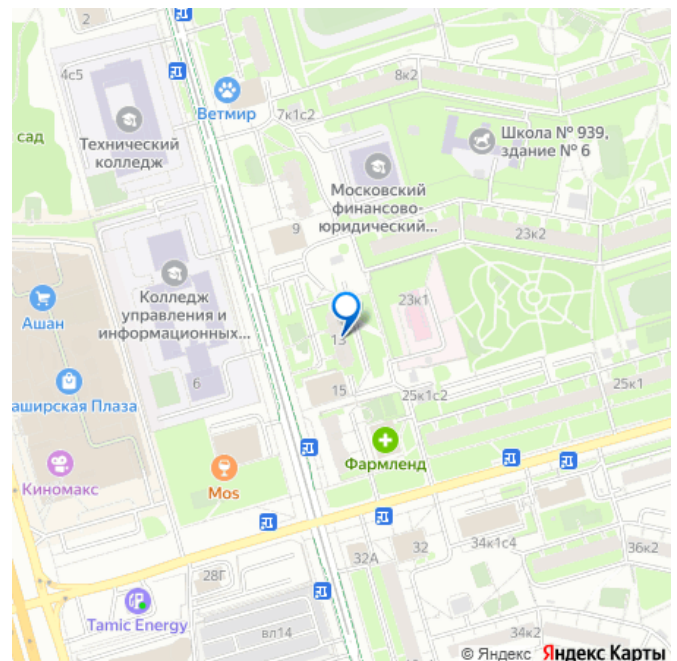 2
4с5
Ветмир
8к2
7к1с2
Технический
колледж
сад
Школа № 939,
здание № 6
Московский
финансово-
юридический...
9
23к2
Колледж
управления и
информационных...
23к1
Ашан
13
6
15
25к1с2
25к1
аширская Плаза
Фармленд
Киномакс
Mos
32А
32
34к1с4
36к2
28Г
Tamic Energy
вл14
34к2
© Яндекс Яндекс Карты